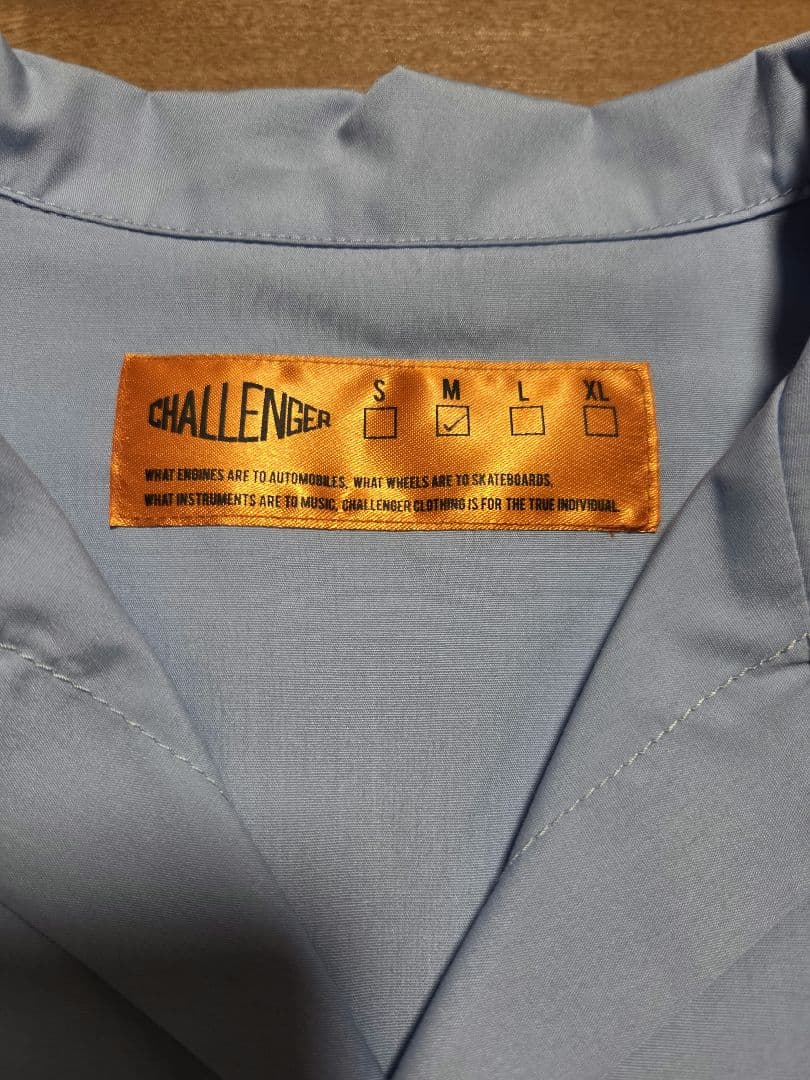 CHALLENGER S M L XL
WHAT ENGINES ARE TO AUTOMOBILES, WHAT WHEELS ARE TO SKATEBOARDS,
WHAT INSTRUMENTS ARE TO MUSIC, CHALLENGER CLOTHING IS FOR THE TRUE INDIVIDUAL.